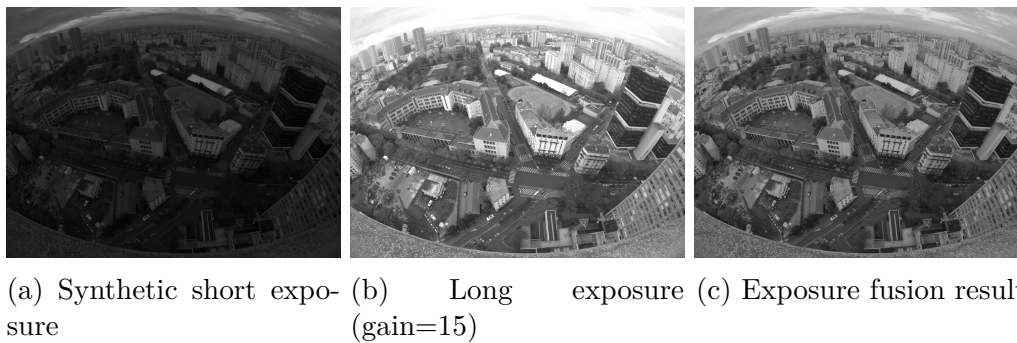 (a) Synthetic short expo-
sure
(b) Long exposure
(gain=15)
(c) Exposure fusion result